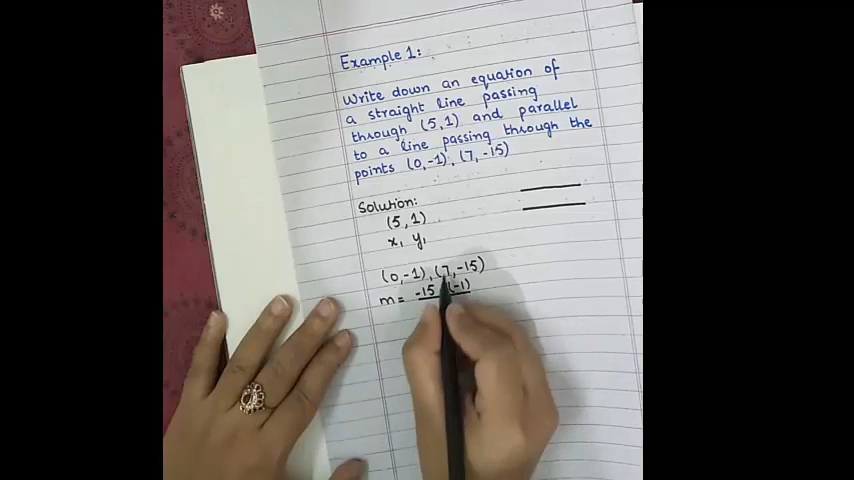 Example 1:
Write down an equation of
a straight line passing
through (5,1) and parallel
to a line passing through the
points (0,-1), (7,-15)
Solution:
(5,1)
x₁ y₁
(0,-1), (7,-15)
m = -15 (-1)